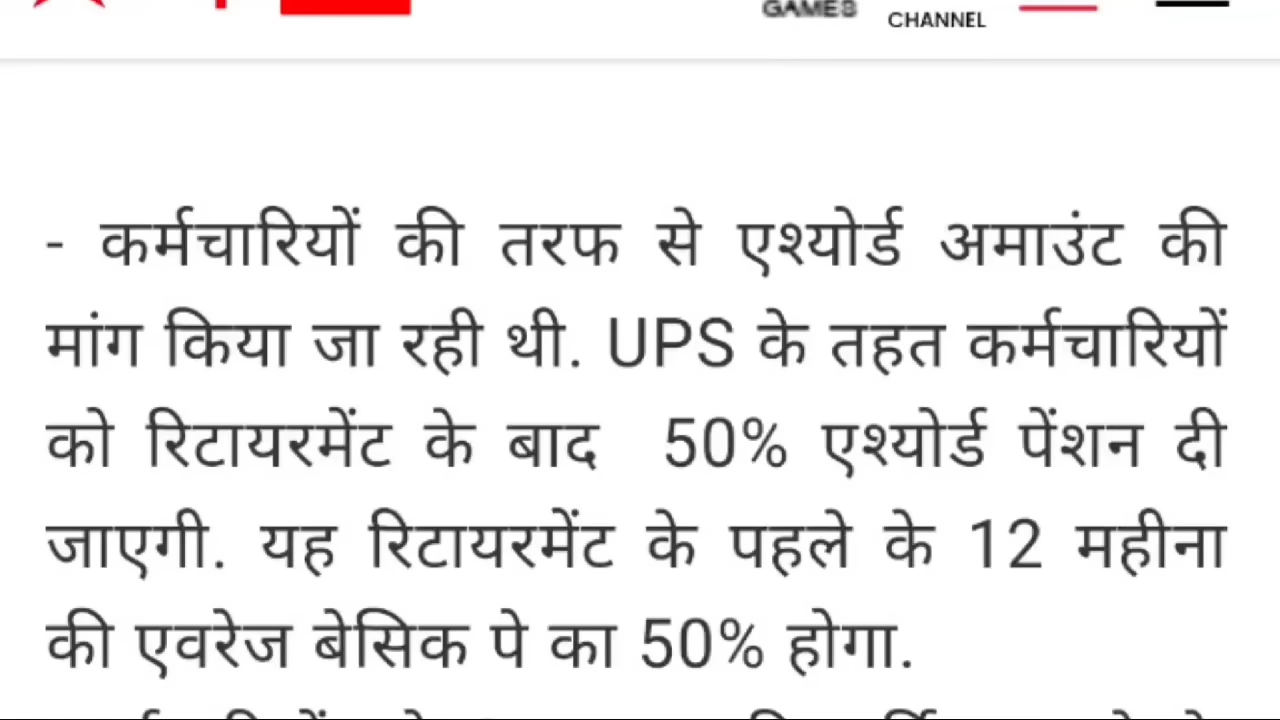 GAMES
CHANNEL
- कर्मचारियों की तरफ से एश्योर्ड अमाउंट की
मांग किया जा रही थी. UPS के तहत कर्मचारियों
को रिटायरमेंट के बाद 50% एश्योर्ड पेंशन दी
जाएगी. यह रिटायरमेंट के पहले के 12 महीना
की एवरेज बेसिक पे का 50% होगा.